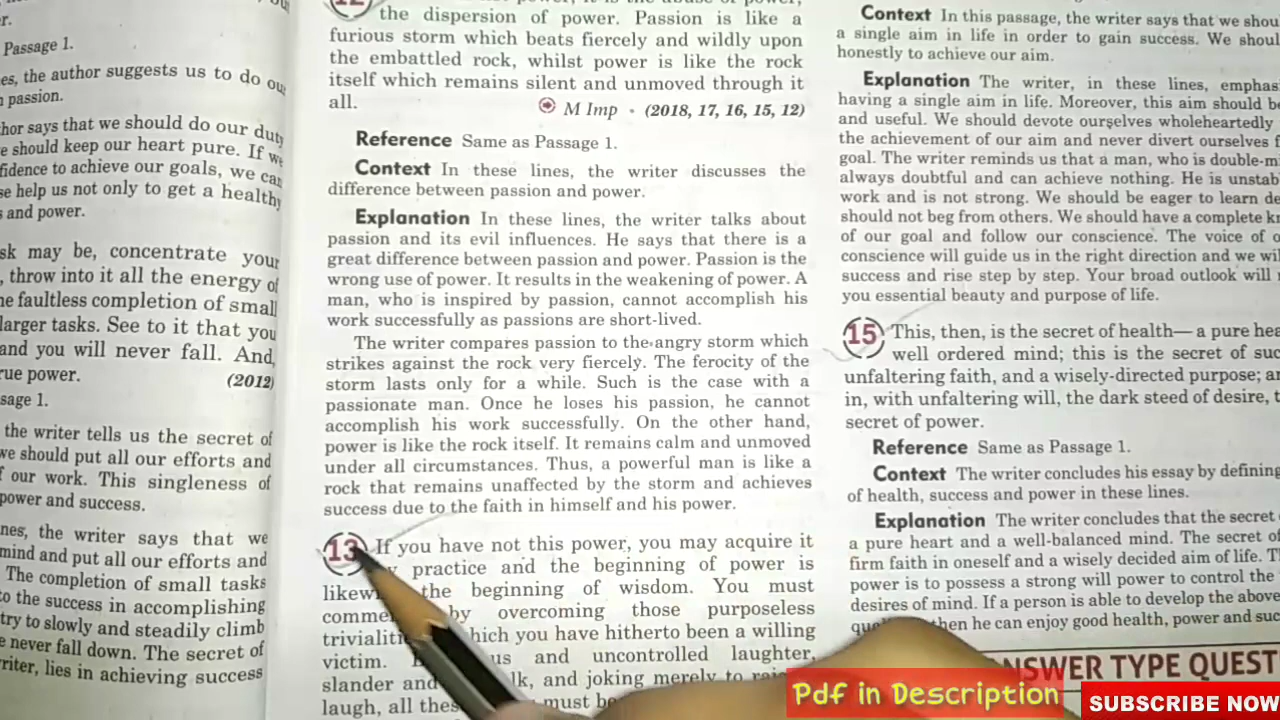 r.
Passage 1.
es, the author suggests us to do our
passion.
hor says that we should do our duty
e should keep our heart pure. If we
fidence to achieve our goals, we can
se help us not only to get a healthy
s and power.
sk may be, concentrate your
, throw into it all the energy of
he faultless completion of small
larger tasks. See to it that you
and you will never fall. And,
rue power. (2012)
sage 1.
the writer tells us the secret of
we should put all our efforts and
f our work. This singleness of
power and success.
nes, the writer says that we
mind and put all our efforts and
The completion of small tasks
to the success in accomplishing
try to slowly and steadily climb
e never fall down. The secret of
riter, lies in achieving success
12
the dispersion of power. Passion is like a
furious storm which beats fiercely and wildly upon
the embattled rock, whilst power is like the rock
itself which remains silent and unmoved through it
all. M Imp • (2018, 17, 16, 15, 12)
Reference Same as Passage 1.
Context In these lines, the writer discusses the
difference between passion and power.
Explanation In these lines, the writer talks about
passion and its evil influences. He says that there is a
great difference between passion and power. Passion is the
wrong use of power. It results in the weakening of power. A
man, who is inspired by passion, cannot accomplish his
work successfully as passions are short-lived.
The writer compares passion to the angry storm which
strikes against the rock very fiercely. The ferocity of the
storm lasts only for a while. Such is the case with a
passionate man. Once he loses his passion, he cannot
accomplish his work successfully. On the other hand,
power is like the rock itself. It remains calm and unmoved
under all circumstances. Thus, a powerful man is like a
rock that remains unaffected by the storm and achieves
success due to the faith in himself and his power.
13 If you have not this power, you may acquire it
practice and the beginning of power is
likew the beginning of wisdom. You must
comme by overcoming those purposeless
trivialiti hich you have hitherto been a willing
victim. us and uncontrolled laughter,
slander and lk, and joking merely to
laugh, all thes must be
Context In this passage, the writer says that we shou
a single aim in life in order to gain success. We shoul
honestly to achieve our aim.
Explanation The writer, in these lines, emphas
having a single aim in life. Moreover, this aim should be
and useful. We should devote ourselves wholeheartedly
the achievement of our aim and never divert ourselves f
goal. The writer reminds us that a man, who is double-mi
always doubtful and can achieve nothing. He is unstab
work and is not strong. We should be eager to learn de
should not beg from others. We should have a complete kn
of our goal and follow our conscience. The voice of o
conscience will guide us in the right direction and we wil
success and rise step by step. Your broad outlook will r
you essential beauty and purpose of life.
15 This, then, is the secret of health— a pure hea
well ordered mind; this is the secret of suc
unfaltering faith, and a wisely-directed purpose; an
in, with unfaltering will, the dark steed of desire, t
secret of power.
Reference Same as Passage 1.
Context The writer concludes his essay by defining
of health, success and power in these lines.
Explanation The writer concludes that the secret
a pure heart and a well-balanced mind. The secret of
firm faith in oneself and a wisely decided aim of life. T
power is to possess a strong will power to control the
desires of mind. If a person is able to develop the above
qu then he can enjoy good health, power and suc
NSWER TYPE QUEST
Pdf in Description
SUBSCRIBE NOW